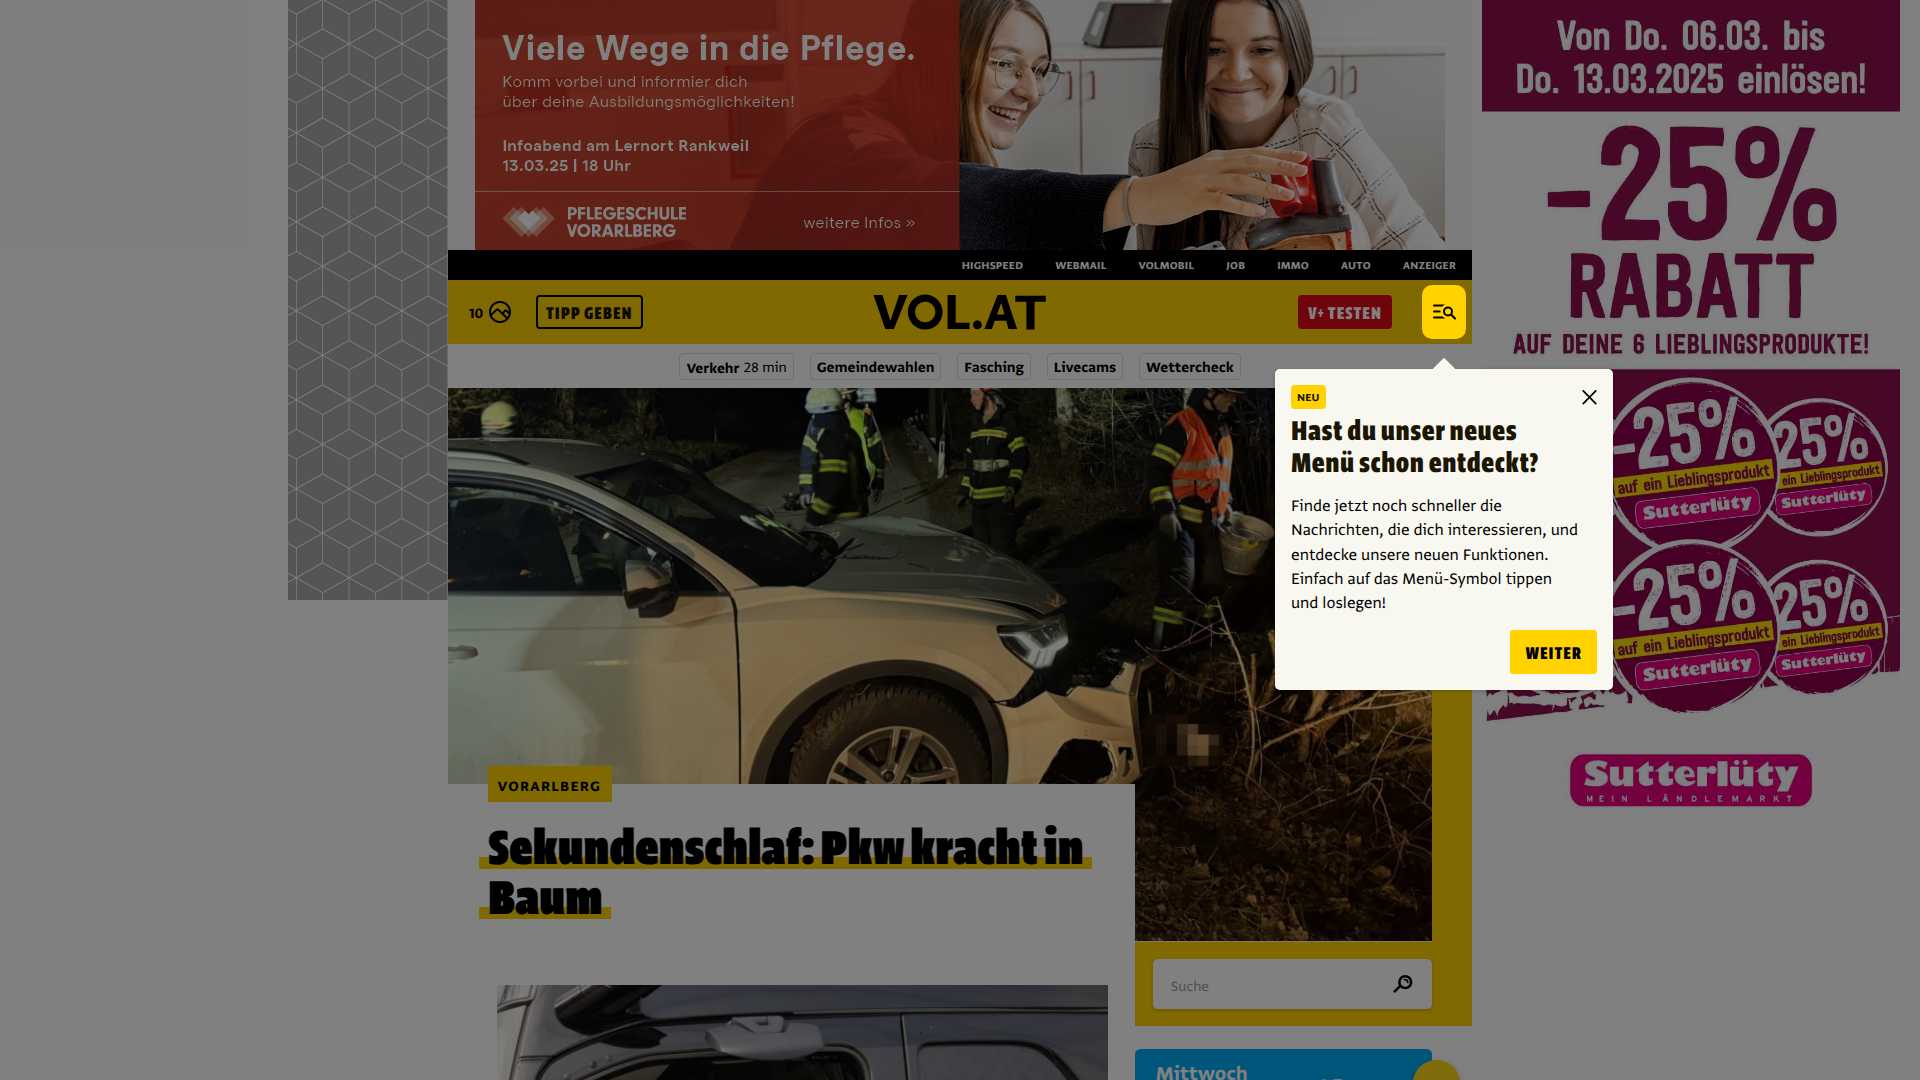 Viele Wege in die Pflege.
Komm vorbei und informier dich
über deine Ausbildungsmöglichkeiten!
Infoabend am Lernort Rankweil
13.03.25 | 18 Uhr
PFLEGESCHULE
VORARLBERG
weitere Infos »
Von Do. 06.03. bis
Do. 13.03.2025 einlösen!
-25%
RABATT
AUF DEINE 6 LIEBLINGSPRODUKTE!
HIGHSPEED WEBMAIL VOLMOBIL JOB IMMO AUTO ANZEIGER
10 TIPP GEBEN VOL.AT V+ TESTEN
Verkehr 28 min Gemeindewahlen Fasching Livecams Wettercheck
NEU
Hast du unser neues
Menü schon entdeckt?
Finde jetzt noch schneller die
Nachrichten, die dich interessieren, und
entdecke unsere neuen Funktionen.
Einfach auf das Menü-Symbol tippen
und loslegen!
WEITER
-25%
auf ein Lieblingsprodukt
Sutterlüty
25%
ein Lieblingsprodukt
Sutterlüty
-25%
auf ein Lieblingsprodukt
Sutterlüty
25%
ein Lieblingsprodukt
Sutterlüty
Sutterlüty
MEIN LÄNDLEMARKT
VORARLBERG
Sekundenschlaf: Pkw kracht in
Baum
Suche
Mittwoch